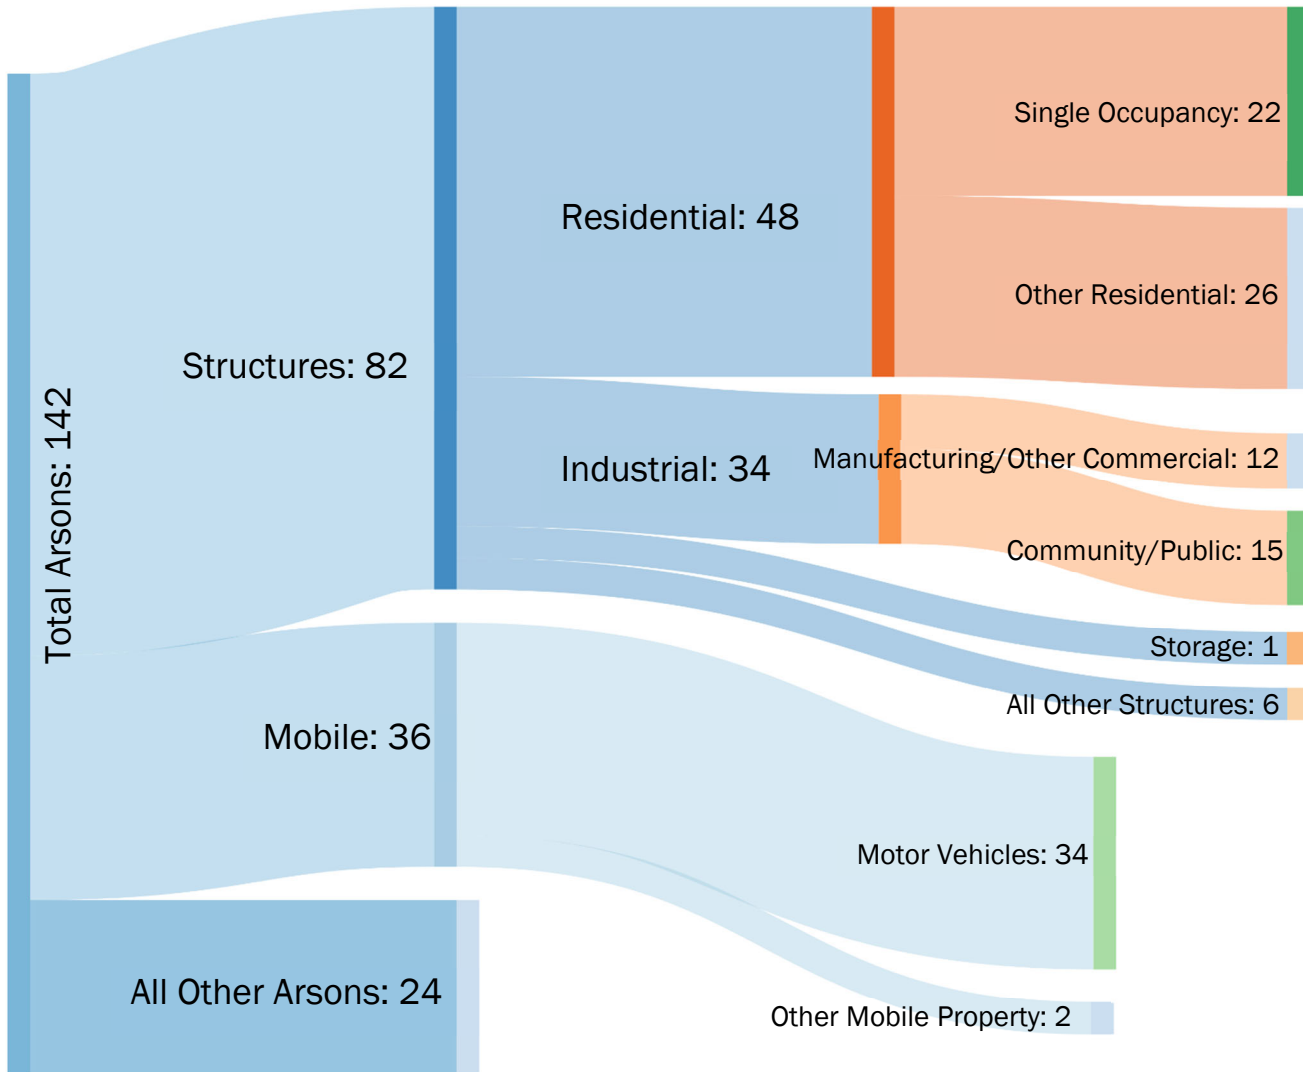 Total Arsons: 142
Structures: 82
Mobile: 36
All Other Arsons: 24
Residential: 48
Industrial: 34
Single Occupancy: 22
Other Residential: 26
Manufacturing/Other Commercial: 12
Community/Public: 15
Storage: 1
All Other Structures: 6
Motor Vehicles: 34
Other Mobile Property: 2